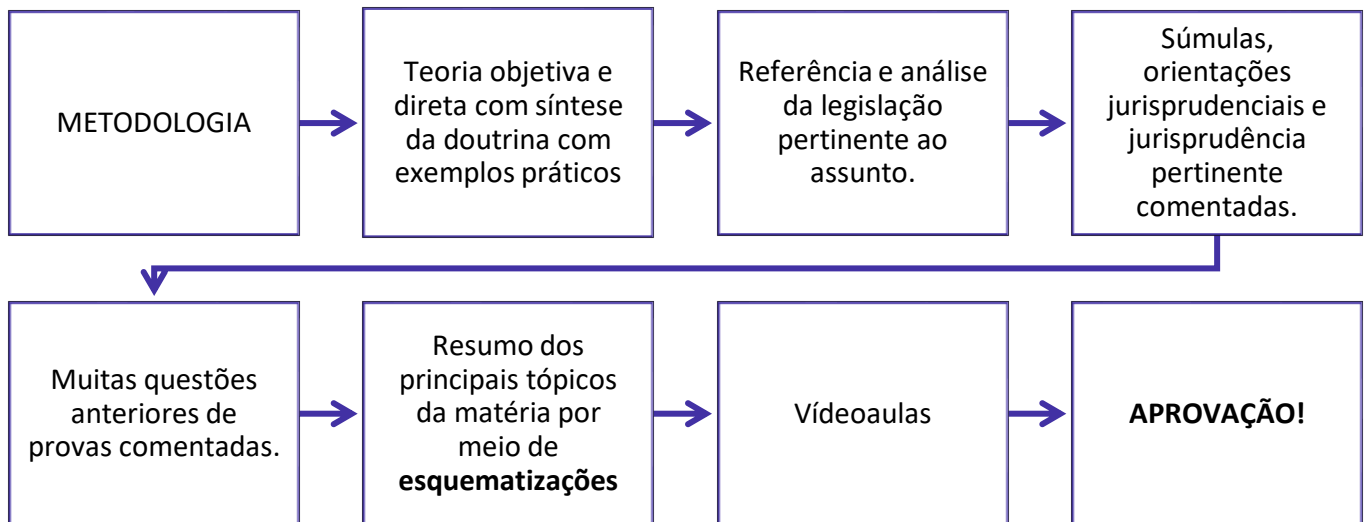 METODOLOGIA
Teoria objetiva e
direta com síntese
da doutrina com
exemplos práticos
Referência e análise
da legislação
pertinente ao
assunto.
Súmulas,
orientações
jurisprudenciais e
jurisprudência
pertinente
comentadas.
Muitas questões
anteriores de
provas comentadas.
Resumo dos
principais tópicos
da matéria por
meio de
esquematizações
Vídeoaulas
APROVAÇÃO!